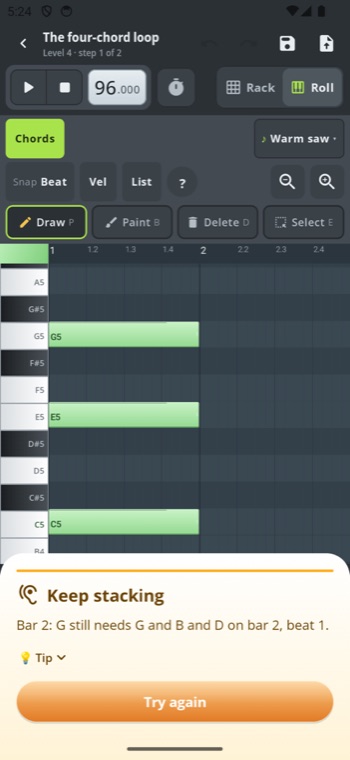 5:24
The four-chord loop
Level 4 · step 1 of 2
96.000
Rack
Roll
Chords
♪ Warm saw
Snap Beat
Vel
List
?
Draw P
Paint B
Delete D
Select E
1 1.2 1.3 1.4 2 2.2 2.3 2.4
A5
G#5
G5 G5
F#5
F5
E5 E5
D#5
D5
C#5
C5 C5
B4
Keep stacking
Bar 2: G still needs G and B and D on bar 2, beat 1.
💡 Tip
Try again